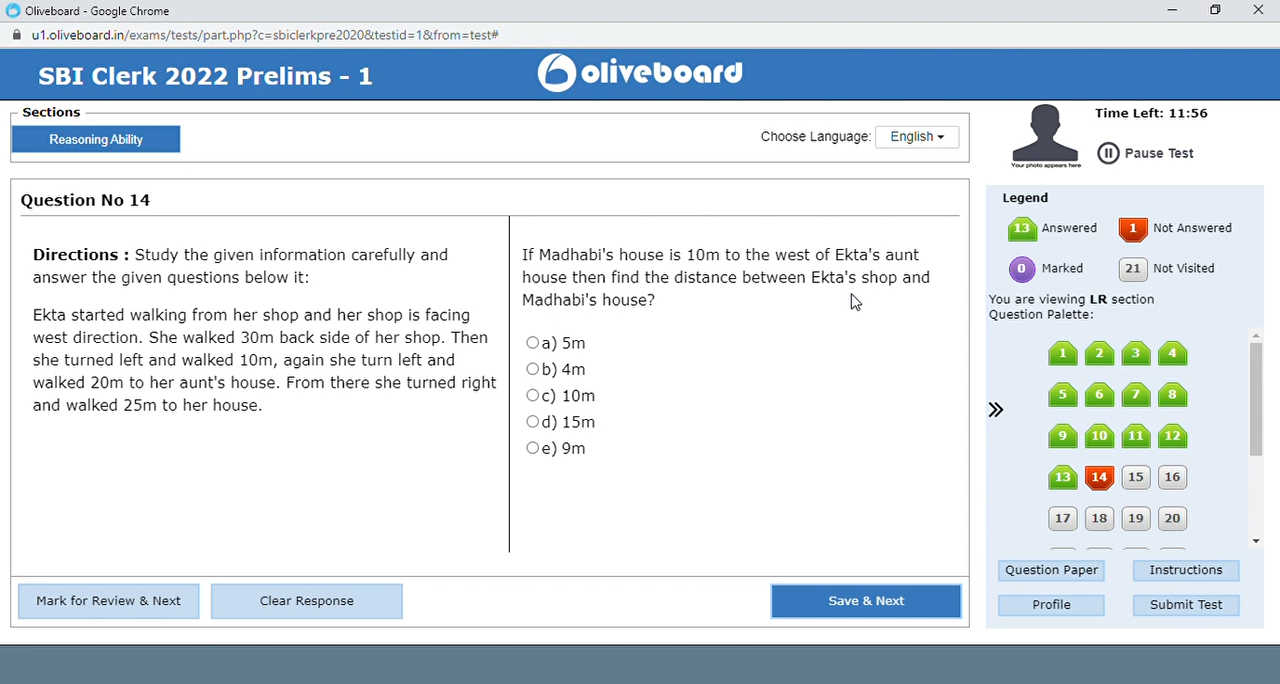 Oliveboard - Google Chrome
u1.oliveboard.in/exams/tests/part.php?c=sbiclerkpre2020&testid=1&from=test#
SBI Clerk 2022 Prelims - 1
oliveboard
Sections
Reasoning Ability
Choose Language: English
Your photo appears here
Time Left: 11:56
Pause Test
Question No 14
Directions : Study the given information carefully and
answer the given questions below it:
Ekta started walking from her shop and her shop is facing
west direction. She walked 30m back side of her shop. Then
she turned left and walked 10m, again she turn left and
walked 20m to her aunt's house. From there she turned right
and walked 25m to her house.
If Madhabi's house is 10m to the west of Ekta's aunt
house then find the distance between Ekta's shop and
Madhabi's house?
a) 5m
b) 4m
c) 10m
d) 15m
e) 9m
Mark for Review & Next
Clear Response
Save & Next
Legend
13 Answered 1 Not Answered
0 Marked 21 Not Visited
You are viewing LR section
Question Palette:
1 2 3 4
5 6 7 8
9 10 11 12
13 14 15 16
17 18 19 20
Question Paper Instructions
Profile Submit Test